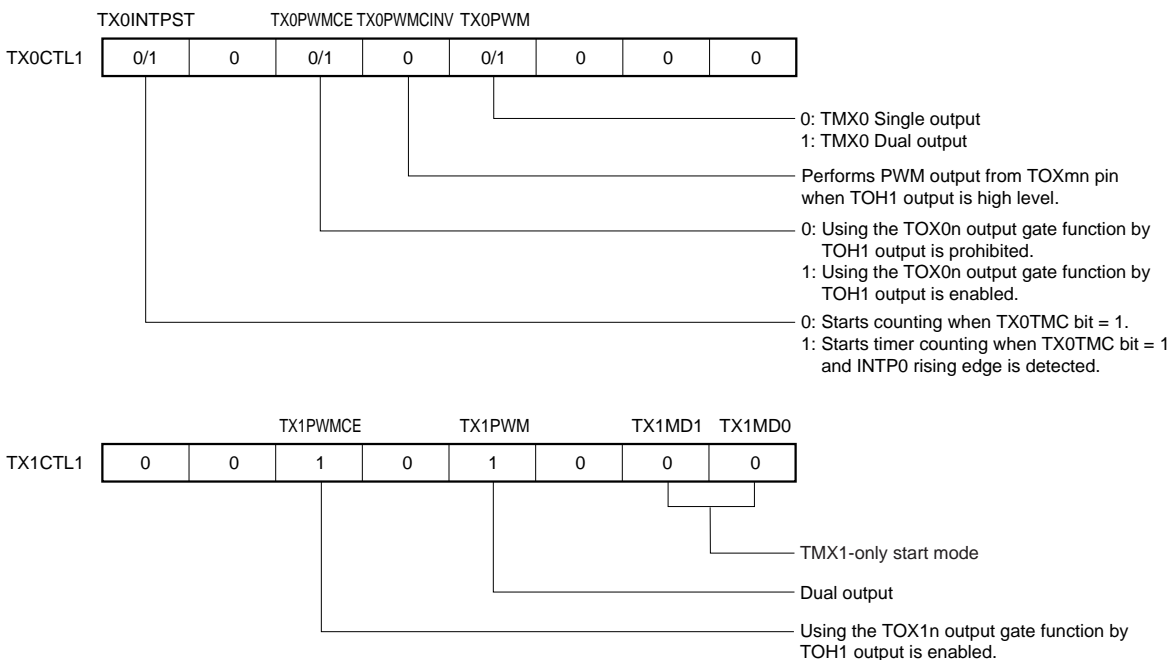 TX0INTPST TX0PWMCE TX0PWMCINV TX0PWM
TX0CTL1 0/1 0 0/1 0 0/1 0 0 0
0: TMX0 Single output
1: TMX0 Dual output
Performs PWM output from TOXmn pin
when TOH1 output is high level.
0: Using the TOX0n output gate function by
TOH1 output is prohibited.
1: Using the TOX0n output gate function by
TOH1 output is enabled.
0: Starts counting when TX0TMC bit = 1.
1: Starts timer counting when TX0TMC bit = 1
and INTP0 rising edge is detected.
TX1PWMCE TX1PWM TX1MD1 TX1MD0
TX1CTL1 0 0 1 0 1 0 0 0
TMX1-only start mode
Dual output
Using the TOX1n output gate function by
TOH1 output is enabled.